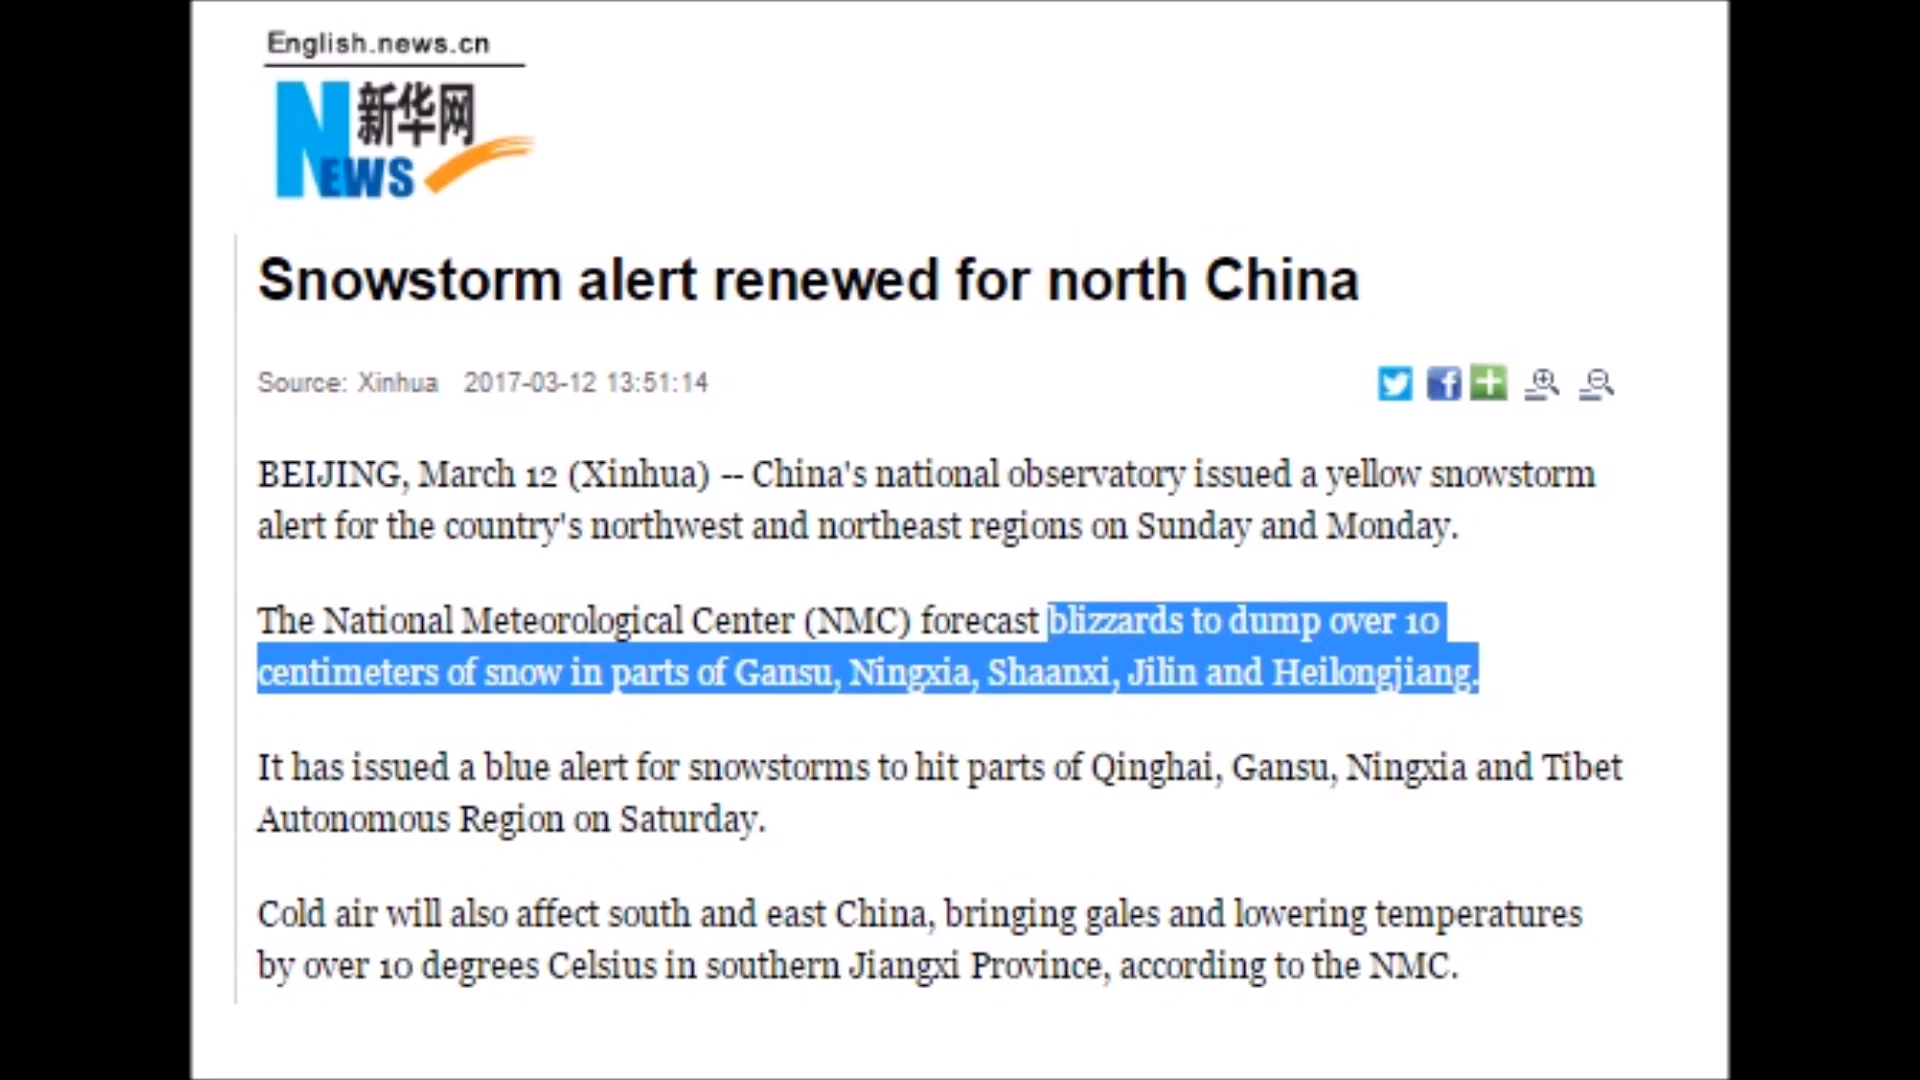 English.news.cn
新华网
NEWS
Snowstorm alert renewed for north China
Source: Xinhua 2017-03-12 13:51:14
BEIJING, March 12 (Xinhua) -- China's national observatory issued a yellow snowstorm
alert for the country's northwest and northeast regions on Sunday and Monday.
The National Meteorological Center (NMC) forecast blizzards to dump over 10
centimeters of snow in parts of Gansu, Ningxia, Shaanxi, Jilin and Heilongjiang.
It has issued a blue alert for snowstorms to hit parts of Qinghai, Gansu, Ningxia and Tibet
Autonomous Region on Saturday.
Cold air will also affect south and east China, bringing gales and lowering temperatures
by over 10 degrees Celsius in southern Jiangxi Province, according to the NMC.